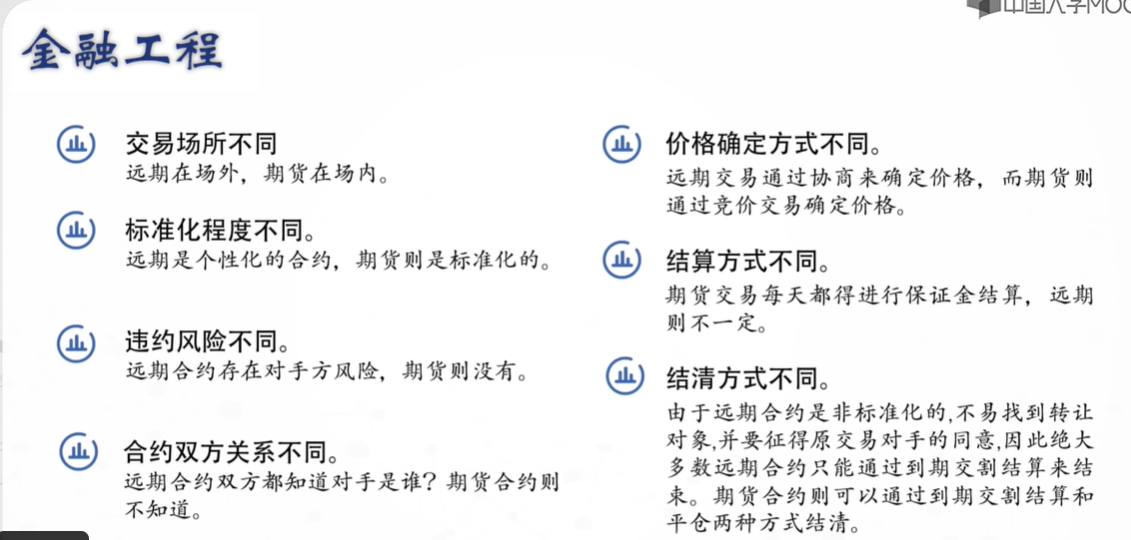 中国大学MOO
金融工程
交易场所不同
远期在场外，期货在场内。
标准化程度不同。
远期是个性化的合约，期货则是标准化的。
违约风险不同。
远期合约存在对手方风险，期货则没有。
合约双方关系不同。
远期合约双方都知道对手是谁？期货合约则
不知道。
价格确定方式不同。
远期交易通过协商来确定价格，而期货则
通过竞价交易确定价格。
结算方式不同。
期货交易每天都得进行保证金结算，远期
则不一定。
结清方式不同。
由于远期合约是非标准化的,不易找到转让
对象,并要征得原交易对手的同意,因此绝大
多数远期合约只能通过到期交割结算来结
束。期货合约则可以通过到期交割结算和
平仓两种方式结清。